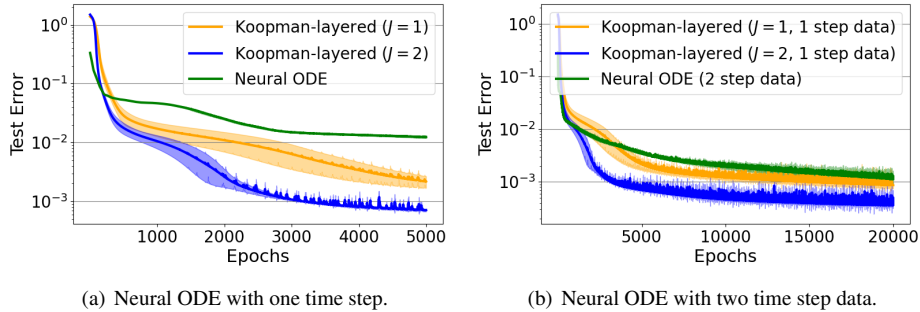 Koopman-layered (J = 1)
Koopman-layered (J = 2)
Neural ODE
10⁰
10⁻¹
10⁻²
10⁻³
Test Error
1000 2000 3000 4000 5000
Epochs
(a) Neural ODE with one time step.
Koopman-layered (J = 1, 1 step data)
Koopman-layered (J = 2, 1 step data)
Neural ODE (2 step data)
10⁰
10⁻¹
10⁻²
10⁻³
Test Error
5000 10000 15000 20000
Epochs
(b) Neural ODE with two time step data.